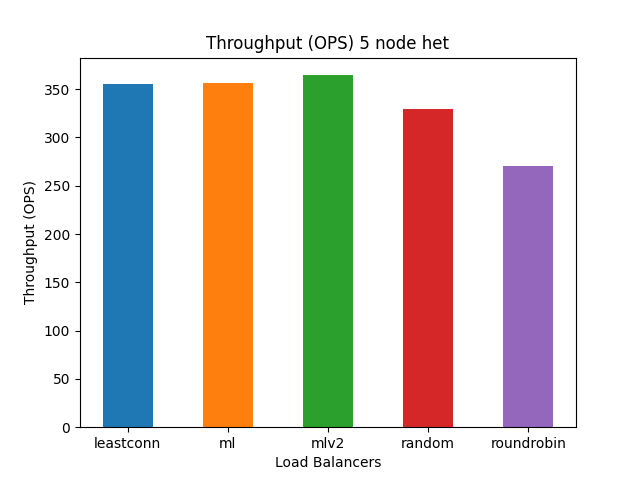 Throughput (OPS) 5 node het
Throughput (OPS)
350
300
250
200
150
100
50
0
leastconn ml mlv2 random roundrobin
Load Balancers